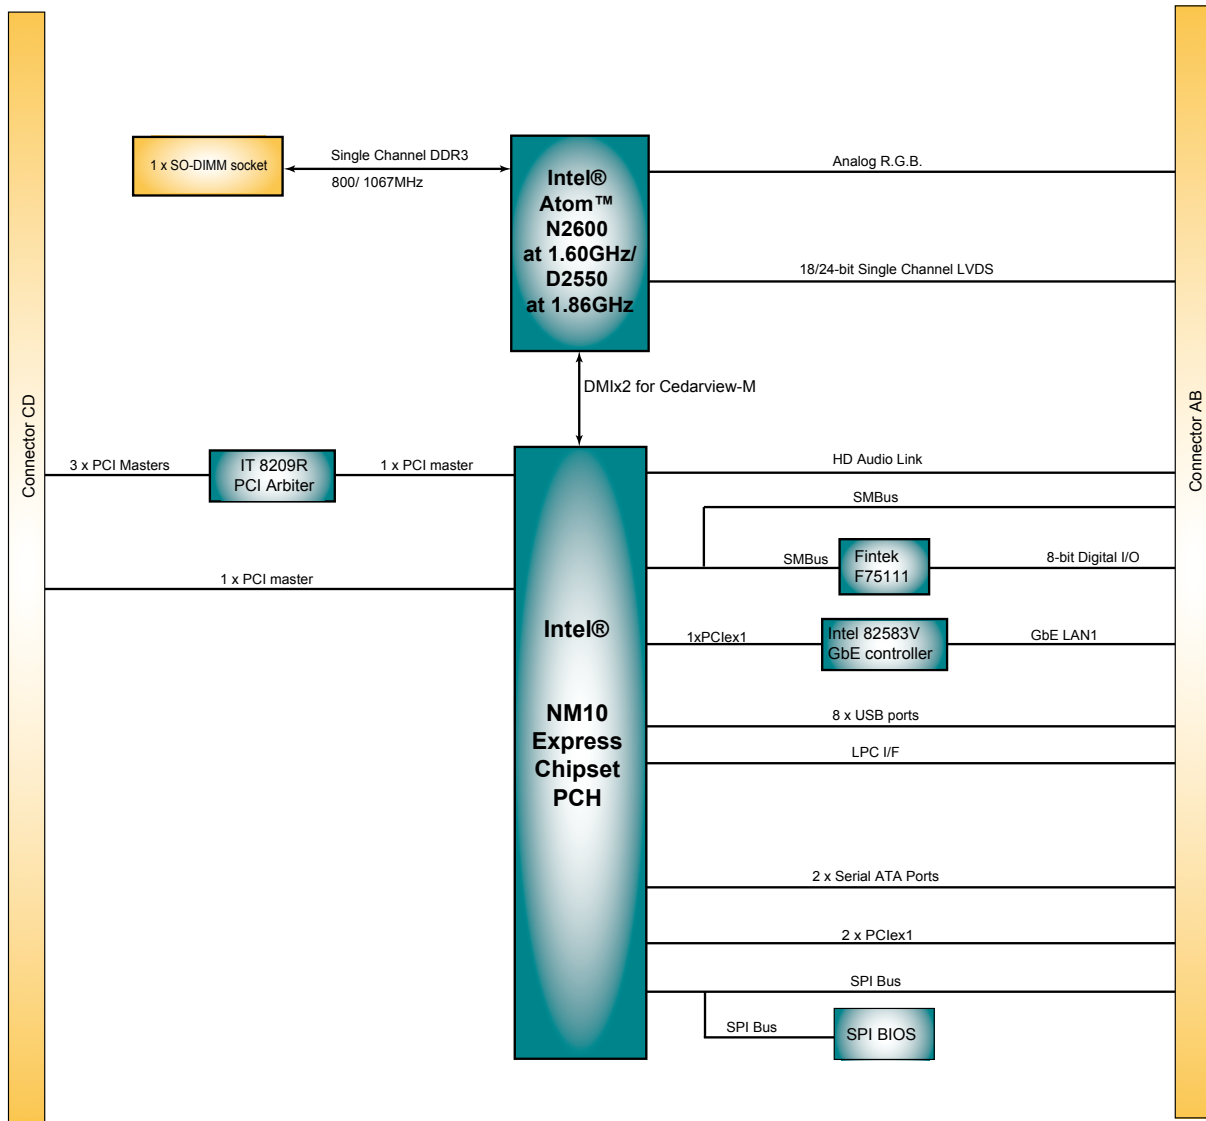 1 x SO-DIMM socket
Single Channel DDR3
800/ 1067MHz
Intel®
Atom™
N2600
at 1.60GHz/
D2550
at 1.86GHz
Analog R.G.B.
18/24-bit Single Channel LVDS
DMIx2 for Cedarview-M
Connector CD
Connector AB
3 x PCI Masters
IT 8209R
PCI Arbiter
1 x PCI master
1 x PCI master
Intel®
NM10
Express
Chipset
PCH
HD Audio Link
SMBus
SMBus
Fintek
F75111
8-bit Digital I/O
1xPCIex1
Intel 82583V
GbE controller
GbE LAN1
8 x USB ports
LPC I/F
2 x Serial ATA Ports
2 x PCIex1
SPI Bus
SPI Bus
SPI BIOS